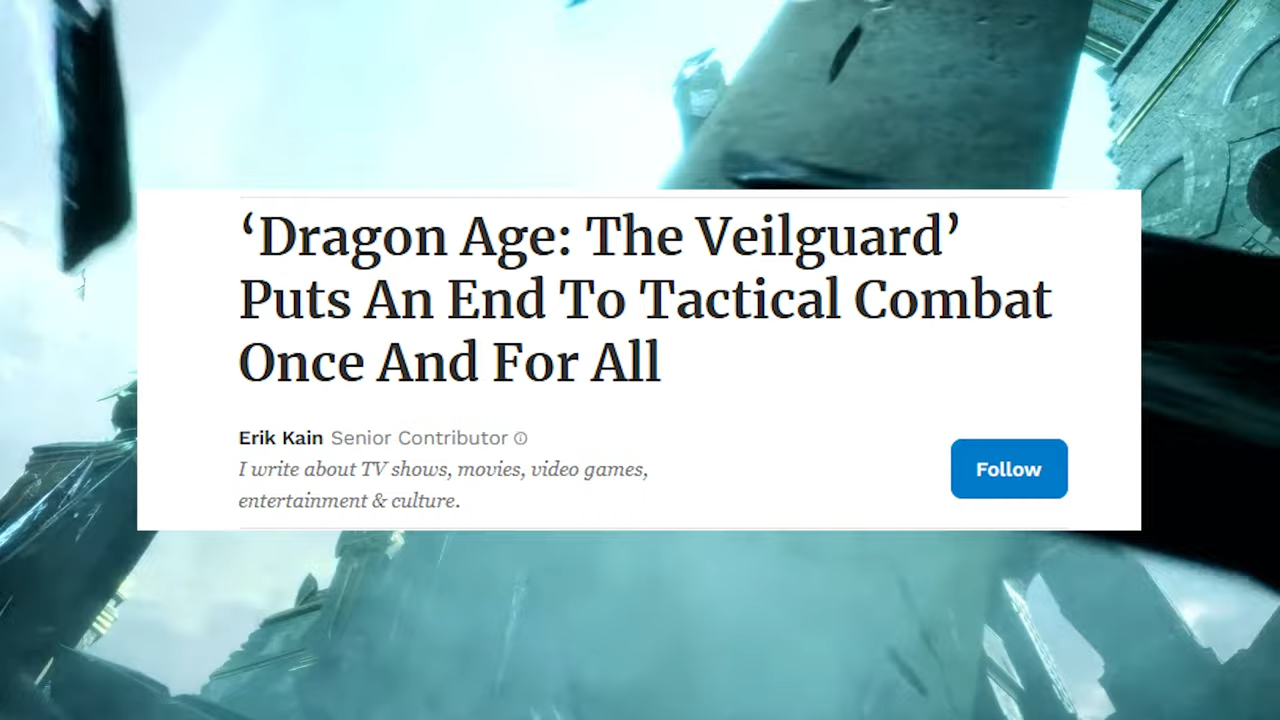 ‘Dragon Age: The Veilguard’
Puts An End To Tactical Combat
Once And For All
Erik Kain Senior Contributor
I write about TV shows, movies, video games,
entertainment & culture.
Follow